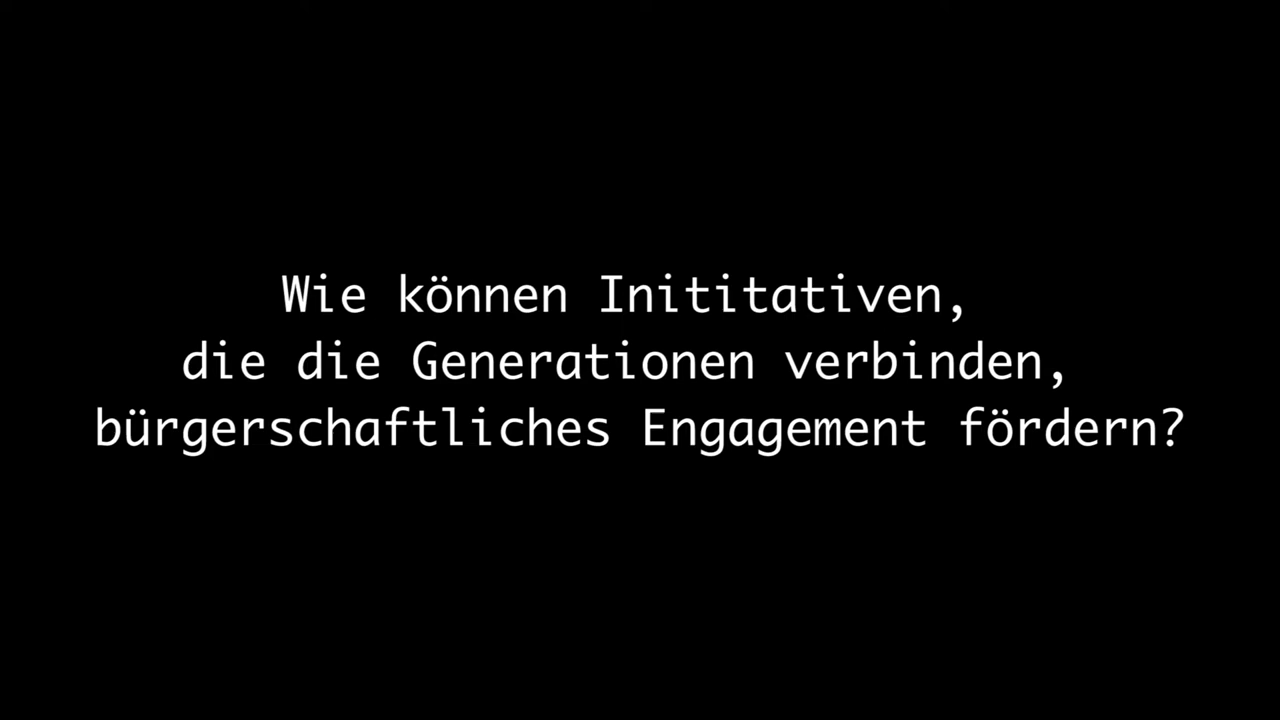 Wie können Inititativen,
die die Generationen verbinden,
bürgerschaftliches Engagement fördern?